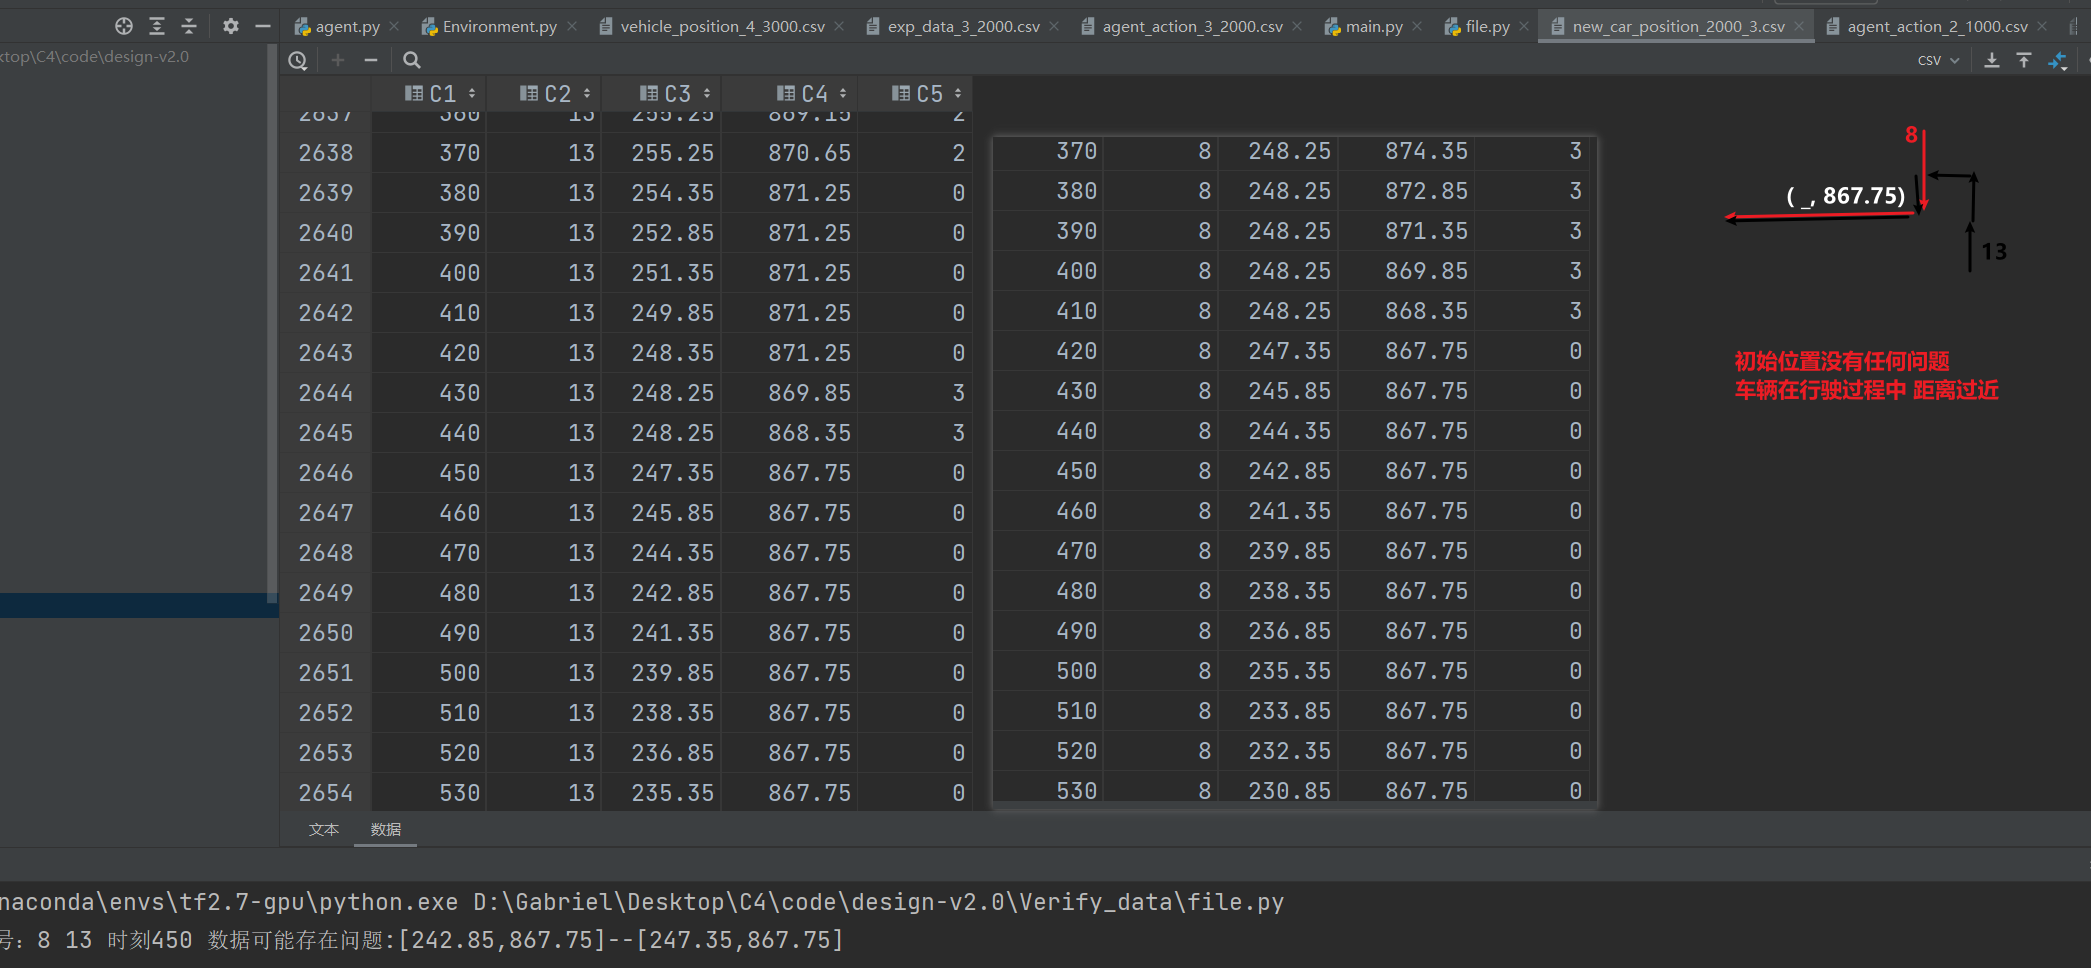 agent.py
Environment.py
vehicle_position_4_3000.csv
exp_data_3_2000.csv
agent_action_3_2000.csv
main.py
file.py
new_car_position_2000_3.csv
agent_action_2_1000.csv
ktop\C4\code\design-v2.0
CSV
C1 C2 C3 C4 C5
2637 360 13 255.25 869.15 2
2638 370 13 255.25 870.65 2
2639 380 13 254.35 871.25 0
2640 390 13 252.85 871.25 0
2641 400 13 251.35 871.25 0
2642 410 13 249.85 871.25 0
2643 420 13 248.35 871.25 0
2644 430 13 248.25 869.85 3
2645 440 13 248.25 868.35 3
2646 450 13 247.35 867.75 0
2647 460 13 245.85 867.75 0
2648 470 13 244.35 867.75 0
2649 480 13 242.85 867.75 0
2650 490 13 241.35 867.75 0
2651 500 13 239.85 867.75 0
2652 510 13 238.35 867.75 0
2653 520 13 236.85 867.75 0
2654 530 13 235.35 867.75 0
370 8 248.25 874.35 3
380 8 248.25 872.85 3
390 8 248.25 871.35 3
400 8 248.25 869.85 3
410 8 248.25 868.35 3
420 8 247.35 867.75 0
430 8 245.85 867.75 0
440 8 244.35 867.75 0
450 8 242.85 867.75 0
460 8 241.35 867.75 0
470 8 239.85 867.75 0
480 8 238.35 867.75 0
490 8 236.85 867.75 0
500 8 235.35 867.75 0
510 8 233.85 867.75 0
520 8 232.35 867.75 0
530 8 230.85 867.75 0
8
( _, 867.75)
13
初始位置没有任何问题
车辆在行驶过程中 距离过近
文本 数据
naconda\envs\tf2.7-gpu\python.exe D:\Gabriel\Desktop\C4\code\design-v2.0\Verify_data\file.py
号: 8 13 时刻450 数据可能存在问题:[242.85,867.75]--[247.35,867.75]